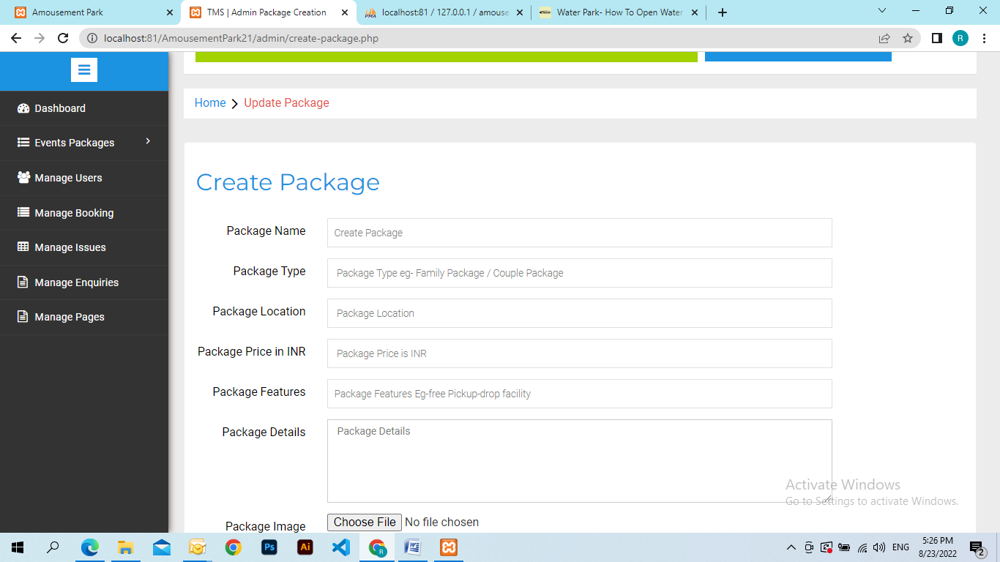 Amousement Park
TMS | Admin Package Creation
localhost:81 / 127.0.0.1 / amouse
Water Park- How To Open Water
localhost:81/AmousementPark21/admin/create-package.php
R
Dashboard
Events Packages
Manage Users
Manage Booking
Manage Issues
Manage Enquiries
Manage Pages
Home
Update Package
Create Package
Package Name
Create Package
Package Type
Package Type eg- Family Package / Couple Package
Package Location
Package Location
Package Price in INR
Package Price is INR
Package Features
Package Features Eg-free Pickup-drop facility
Package Details
Package Details
Package Image
Choose File No file chosen
Activate Windows
Go to Settings to activate Windows.
Ps
Ai
R
W
ENG
5:26 PM
8/23/2022
2